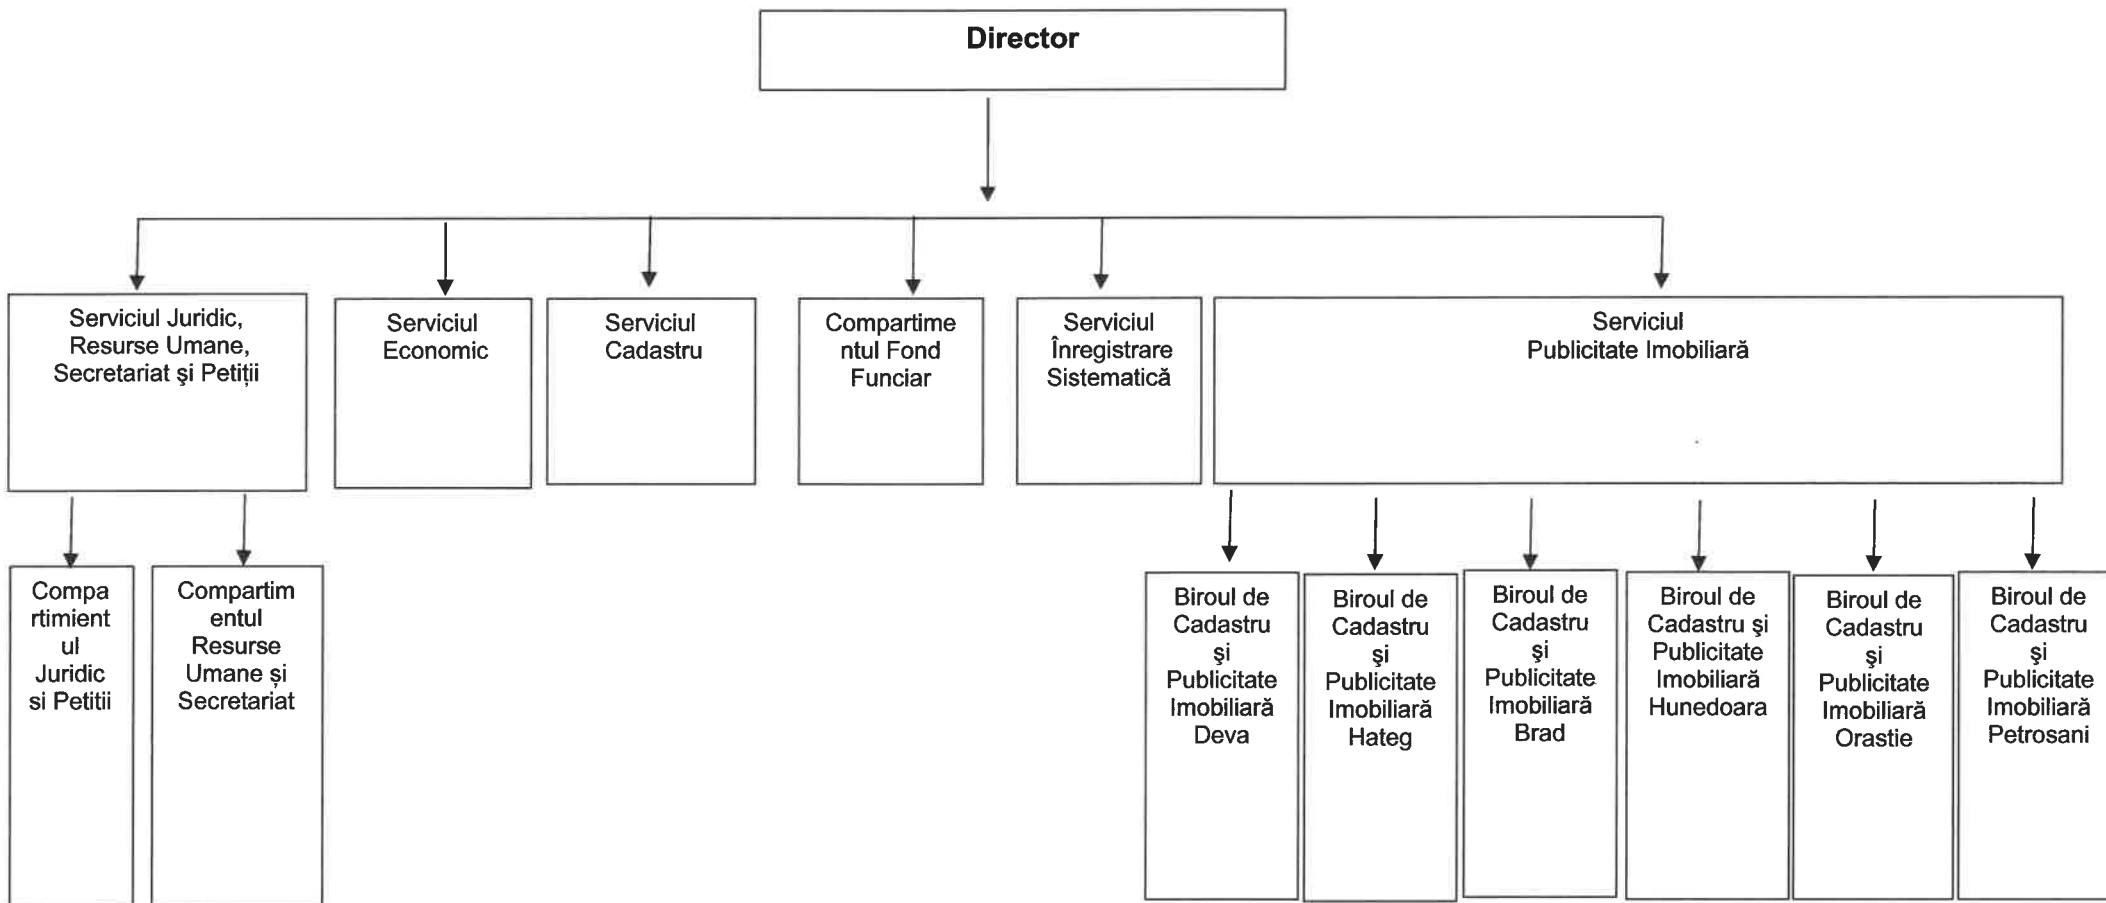 Director
Serviciul Juridic,
Resurse Umane,
Secretariat şi Petiții
Serviciul
Economic
Serviciul
Cadastru
Compartime
ntul Fond
Funciar
Serviciul
Înregistrare
Sistematică
Serviciul
Publicitate Imobiliară
Compa
rtimient
ul
Juridic
si Petitii
Compartim
entul
Resurse
Umane și
Secretariat
Biroul de
Cadastru
şi
Publicitate
Imobiliară
Deva
Biroul de
Cadastru
şi
Publicitate
Imobiliară
Hateg
Biroul de
Cadastru
şi
Publicitate
Imobiliară
Brad
Biroul de
Cadastru şi
Publicitate
Imobiliară
Hunedoara
Biroul de
Cadastru
şi
Publicitate
Imobiliară
Orastie
Biroul de
Cadastru
şi
Publicitate
Imobiliară
Petrosani